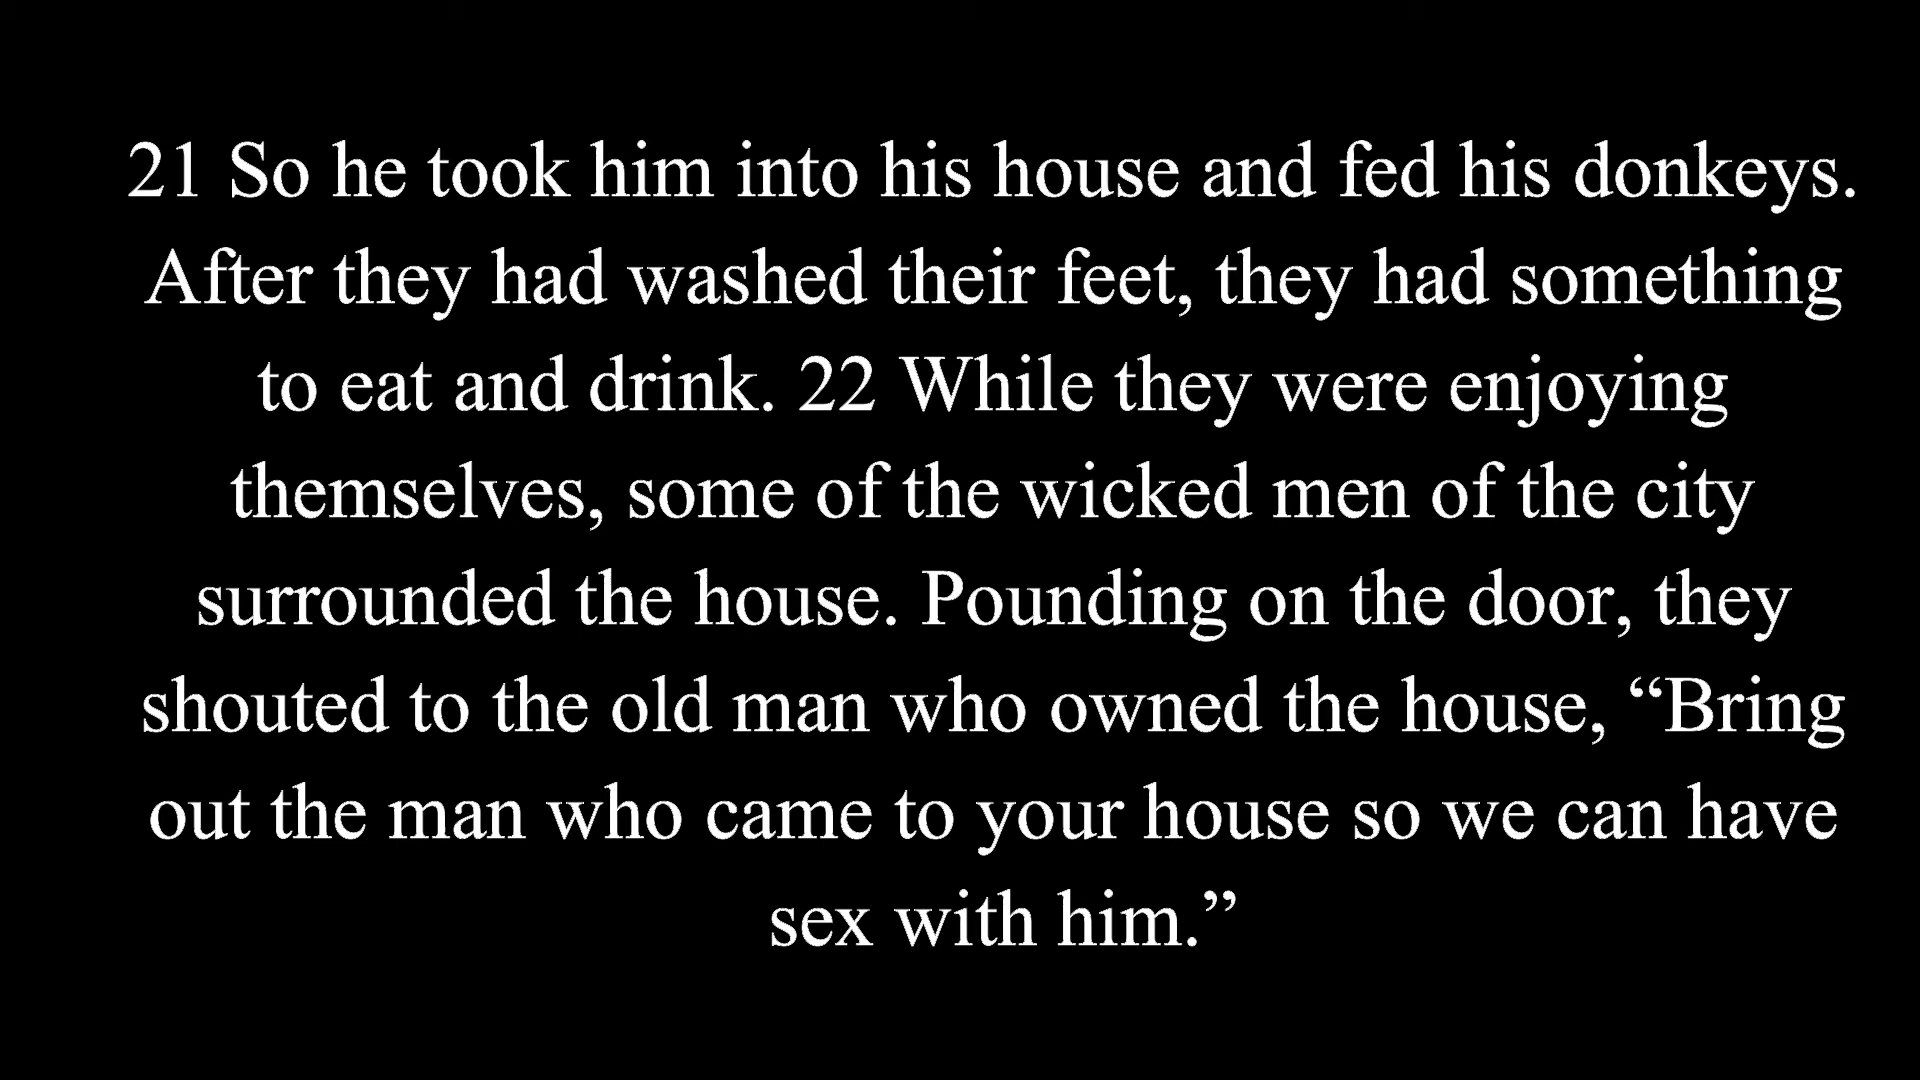 21 So he took him into his house and fed his donkeys.
After they had washed their feet, they had something
to eat and drink. 22 While they were enjoying
themselves, some of the wicked men of the city
surrounded the house. Pounding on the door, they
shouted to the old man who owned the house, “Bring
out the man who came to your house so we can have
sex with him.”